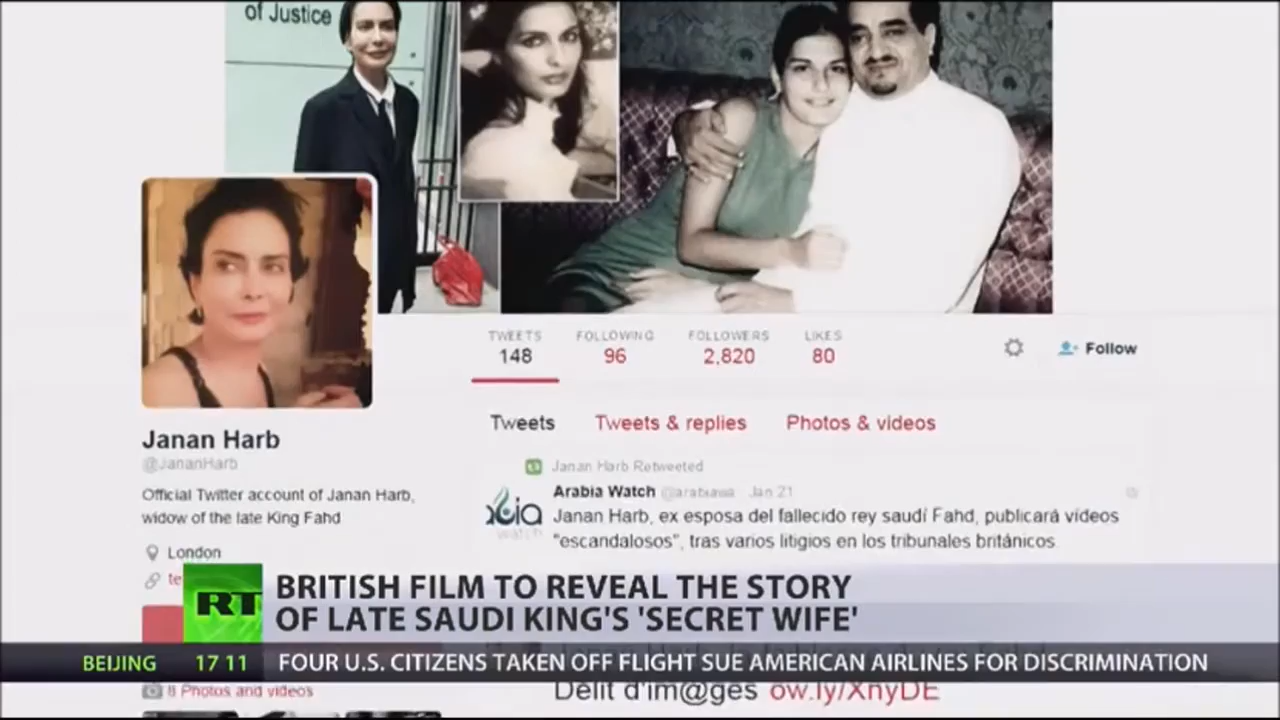 of Justice
TWEETS FOLLOWING FOLLOWERS LIKES
148 96 2,820 80
Follow
Tweets Tweets & replies Photos & videos
Janan Harb
@JananHarb
Official Twitter account of Janan Harb,
widow of the late King Fahd
London
te
Janan Harb Retweeted
Arabia Watch Jan 21
Janan Harb, ex esposa del fallecido rey saudí Fahd, publicará vídeos
"escandalosos", tras varios litigios en los tribunales británicos.
watch
RT
BRITISH FILM TO REVEAL THE STORY
OF LATE SAUDI KING'S 'SECRET WIFE'
BEIJING 17 11 FOUR U.S. CITIZENS TAKEN OFF FLIGHT SUE AMERICAN AIRLINES FOR DISCRIMINATION
8 Photos and videos
Délit d'im@ges ow.ly/XnyDE